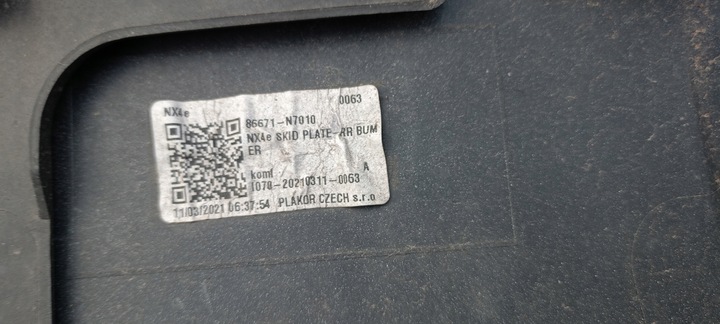 NX4e
0063
86671-N7010
NX4e SKID PLATE-RR BUM
ER
koml
A
1070-20210311-0063
11/03/2021 06:37:54 PLAKOR CZECH s.r.o